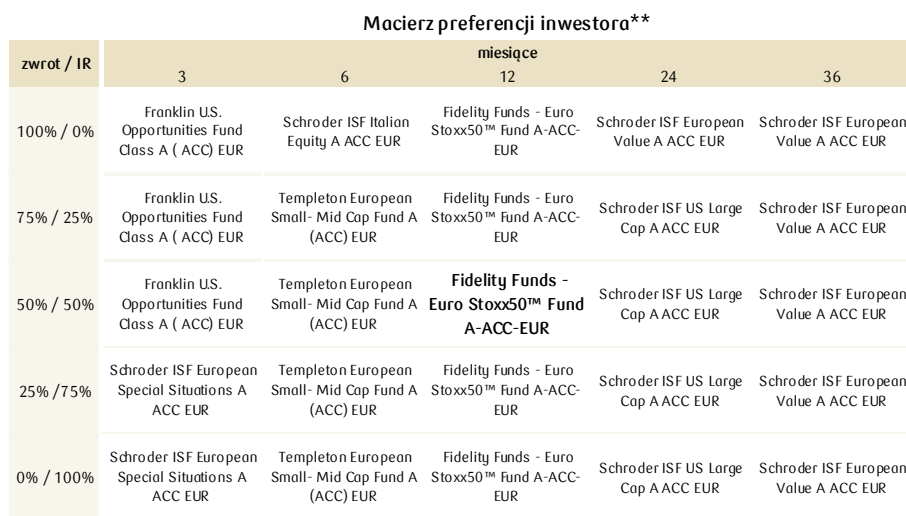 Macierz preferencji inwestora**
zwrot / IR
miesiące
3 6 12 24 36
100% / 0%
Franklin U.S.
Opportunities Fund
Class A ( ACC) EUR
Schroder ISF Italian
Equity A ACC EUR
Fidelity Funds - Euro
Stoxx50™ Fund A-ACC-
EUR
Schroder ISF European
Value A ACC EUR
Schroder ISF European
Value A ACC EUR
75% / 25%
Franklin U.S.
Opportunities Fund
Class A ( ACC) EUR
Templeton European
Small- Mid Cap Fund A
(ACC) EUR
Fidelity Funds - Euro
Stoxx50™ Fund A-ACC-
EUR
Schroder ISF US Large
Cap A ACC EUR
Schroder ISF European
Value A ACC EUR
50% / 50%
Franklin U.S.
Opportunities Fund
Class A ( ACC) EUR
Templeton European
Small- Mid Cap Fund A
(ACC) EUR
Fidelity Funds -
Euro Stoxx50™ Fund
A-ACC-EUR
Schroder ISF US Large
Cap A ACC EUR
Schroder ISF European
Value A ACC EUR
25% /75%
Schroder ISF European
Special Situations A
ACC EUR
Templeton European
Small- Mid Cap Fund A
(ACC) EUR
Fidelity Funds - Euro
Stoxx50™ Fund A-ACC-
EUR
Schroder ISF US Large
Cap A ACC EUR
Schroder ISF European
Value A ACC EUR
0% / 100%
Schroder ISF European
Special Situations A
ACC EUR
Templeton European
Small- Mid Cap Fund A
(ACC) EUR
Fidelity Funds - Euro
Stoxx50™ Fund A-ACC-
EUR
Schroder ISF US Large
Cap A ACC EUR
Schroder ISF European
Value A ACC EUR